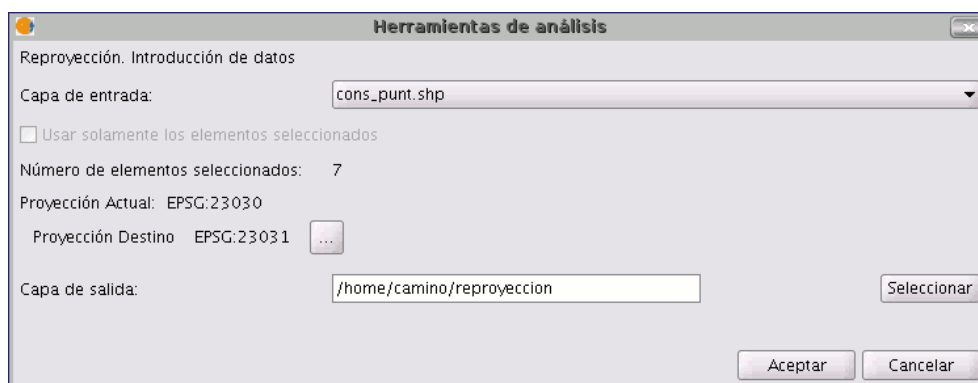 Herramientas de análisis
Reproyección. Introducción de datos
Capa de entrada: cons_punt.shp
Usar solamente los elementos seleccionados
Número de elementos seleccionados: 7
Proyección Actual: EPSG:23030
Proyección Destino EPSG:23031 ...
Capa de salida: /home/camino/reproyeccion Seleccionar
Aceptar Cancelar